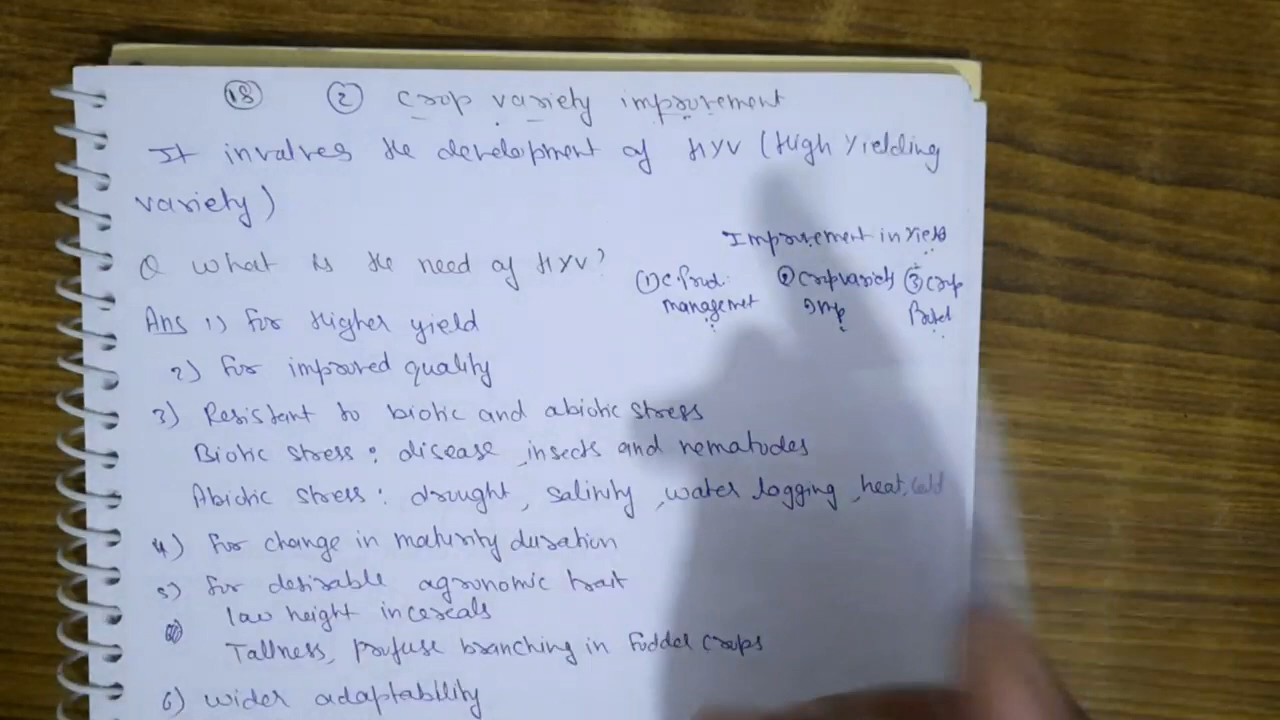 18 2 Crop variety improvement
It involves the development of HYV (High Yielding
variety)
Improvement in Yield
Q What is the need of HYV?
(1) C. Prod. (2) Crop variety (3) Crop
management Imp
Ans 1) For Higher yield
2) For improved quality
3) Resistant to biotic and abiotic stress
Biotic stress : disease, insects and nematodes
Abiotic stress : drought, salinity, water logging, heat, cold
4) For change in maturity duration
5) For desirable agronomic trait
low height in cereals
Tallness, profuse branching in Fodder crops
6) wider adaptability